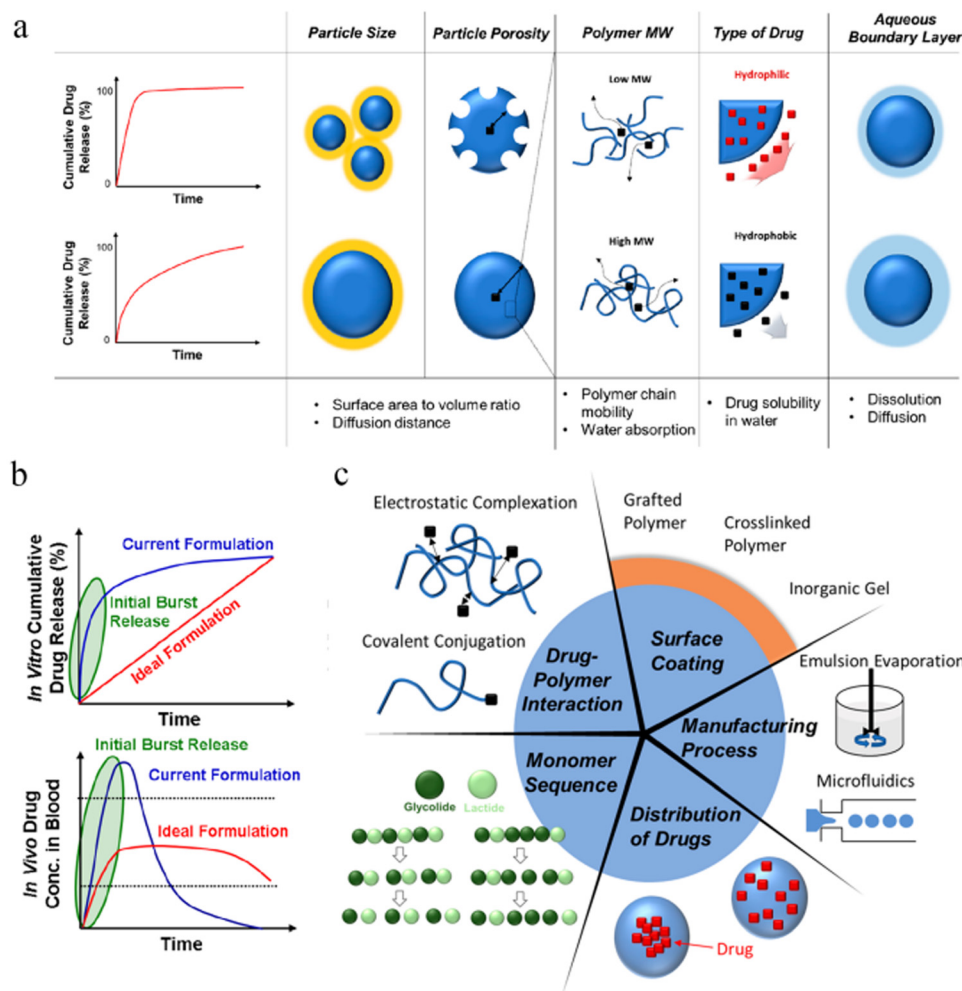 a
Particle Size
Particle Porosity
Polymer MW
Type of Drug
Aqueous
Boundary Layer
Cumulative Drug
Release (%)
100
0
Time
Low MW
Hydrophilic
Cumulative Drug
Release (%)
100
0
Time
High MW
Hydrophobic
• Surface area to volume ratio
• Diffusion distance
• Polymer chain
mobility
• Water absorption
• Drug solubility
in water
• Dissolution
• Diffusion
b
In Vitro Cumulative
Drug Release (%)
Current Formulation
Initial Burst
Release
Ideal Formulation
Time
In Vivo Drug
Conc. in Blood
Initial Burst Release
Current Formulation
Ideal Formulation
Time
c
Electrostatic Complexation
Covalent Conjugation
Grafted
Polymer
Crosslinked
Polymer
Inorganic Gel
Drug-
Polymer
Interaction
Surface
Coating
Emulsion Evaporation
Manufacturing
Process
Monomer
Sequence
Microfluidics
Distribution
of Drugs
Glycolide
Lactide
Drug